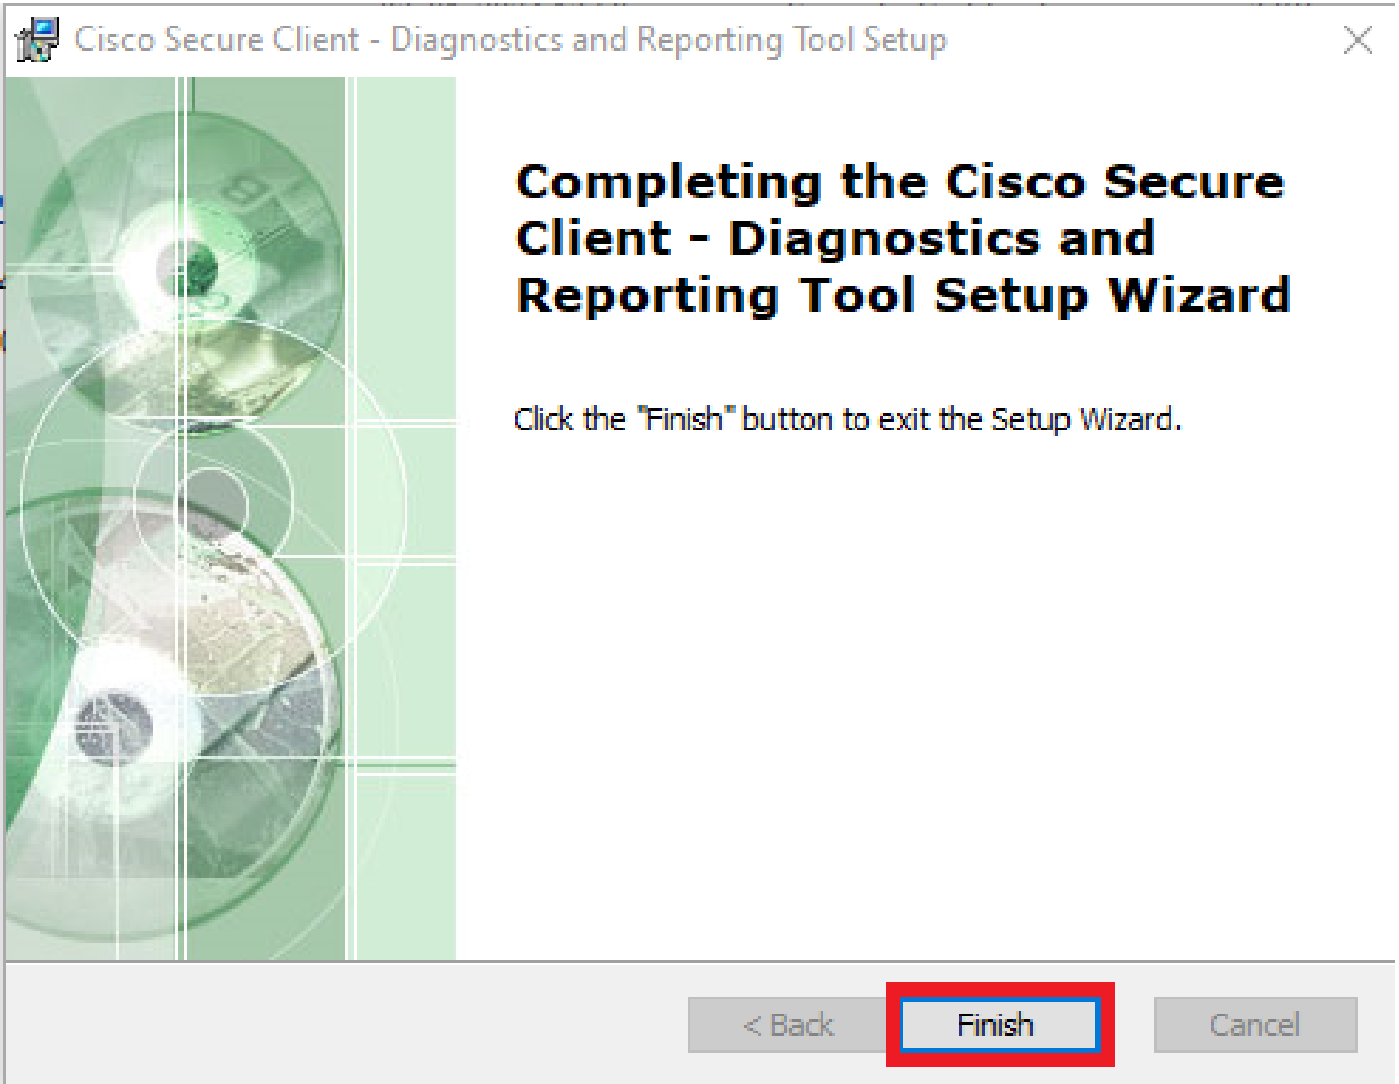 Cisco Secure Client - Diagnostics and Reporting Tool Setup
Completing the Cisco Secure
Client - Diagnostics and
Reporting Tool Setup Wizard
Click the "Finish" button to exit the Setup Wizard.
< Back Finish Cancel